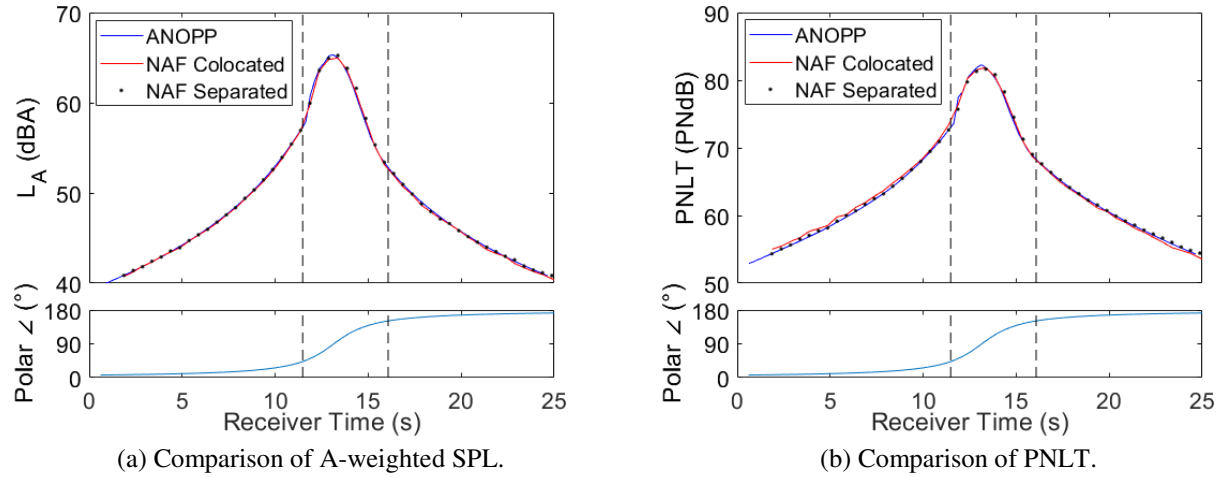 70
60
50
40
L_A (dBA)
ANOPP
NAF Colocated
NAF Separated
180
90
0
Polar ∠ (°)
0 5 10 15 20 25
Receiver Time (s)
(a) Comparison of A-weighted SPL.
90
80
70
60
50
PNLT (PNdB)
ANOPP
NAF Colocated
NAF Separated
180
90
0
Polar ∠ (°)
0 5 10 15 20 25
Receiver Time (s)
(b) Comparison of PNLT.